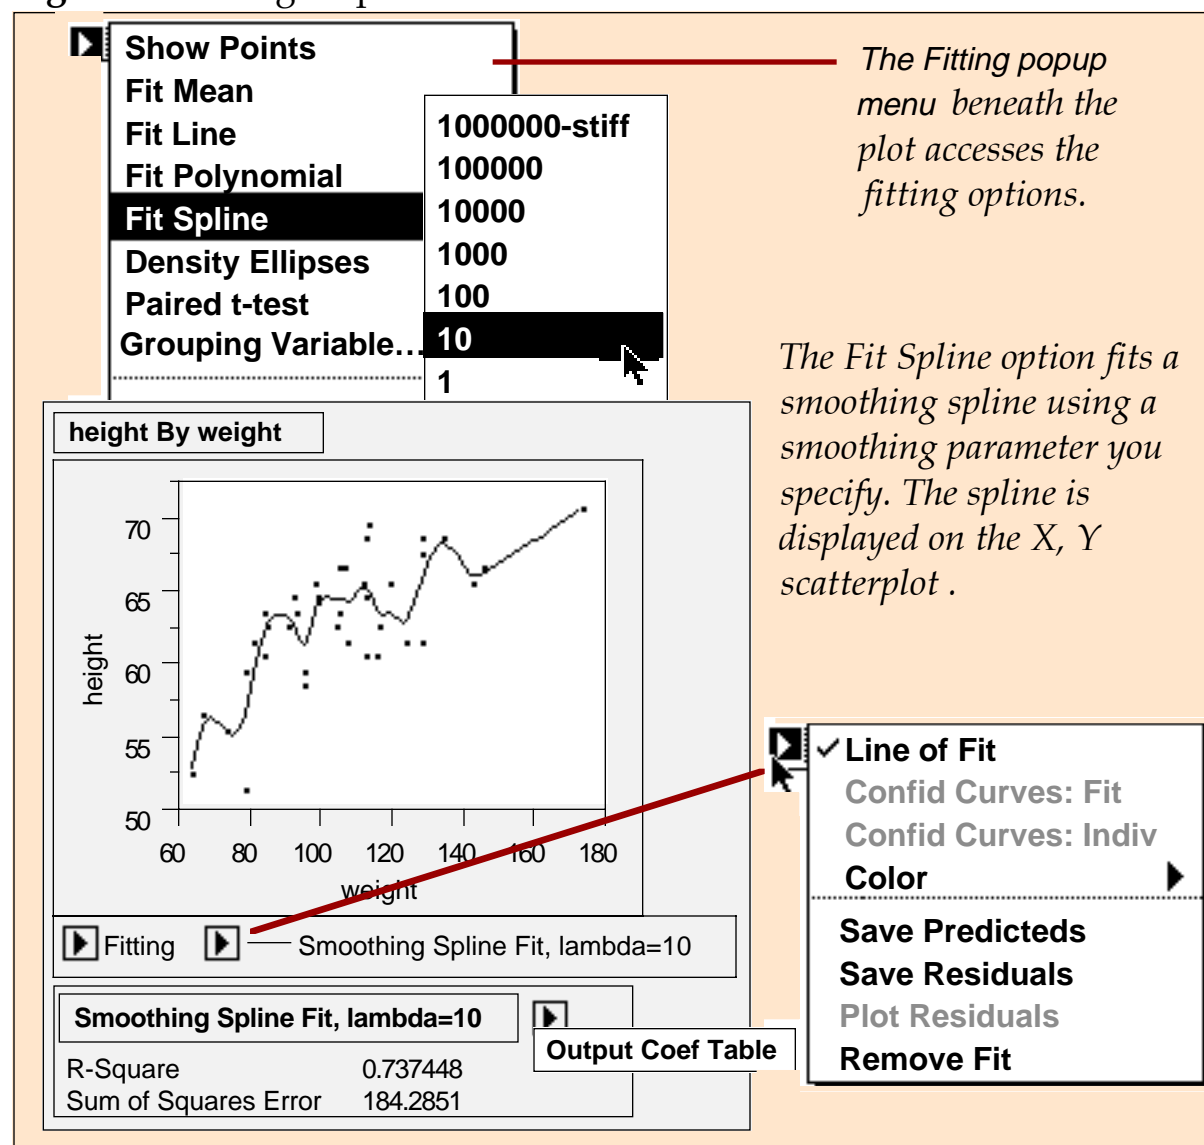 Show Points
Fit Mean
Fit Line
Fit Polynomial
Fit Spline
Density Ellipses
Paired t-test
Grouping Variable...
1000000-stiff
100000
10000
1000
100
10
1
The Fitting popup
menu beneath the
plot accesses the
fitting options.
The Fit Spline option fits a
smoothing spline using a
smoothing parameter you
specify. The spline is
displayed on the X, Y
scatterplot .
height By weight
height
70
65
60
55
50
60 80 100 120 140 160 180
weight
Fitting
Smoothing Spline Fit, lambda=10
Smoothing Spline Fit, lambda=10
Output Coef Table
R-Square 0.737448
Sum of Squares Error 184.2851
Line of Fit
Confid Curves: Fit
Confid Curves: Indiv
Color
Save Predicteds
Save Residuals
Plot Residuals
Remove Fit